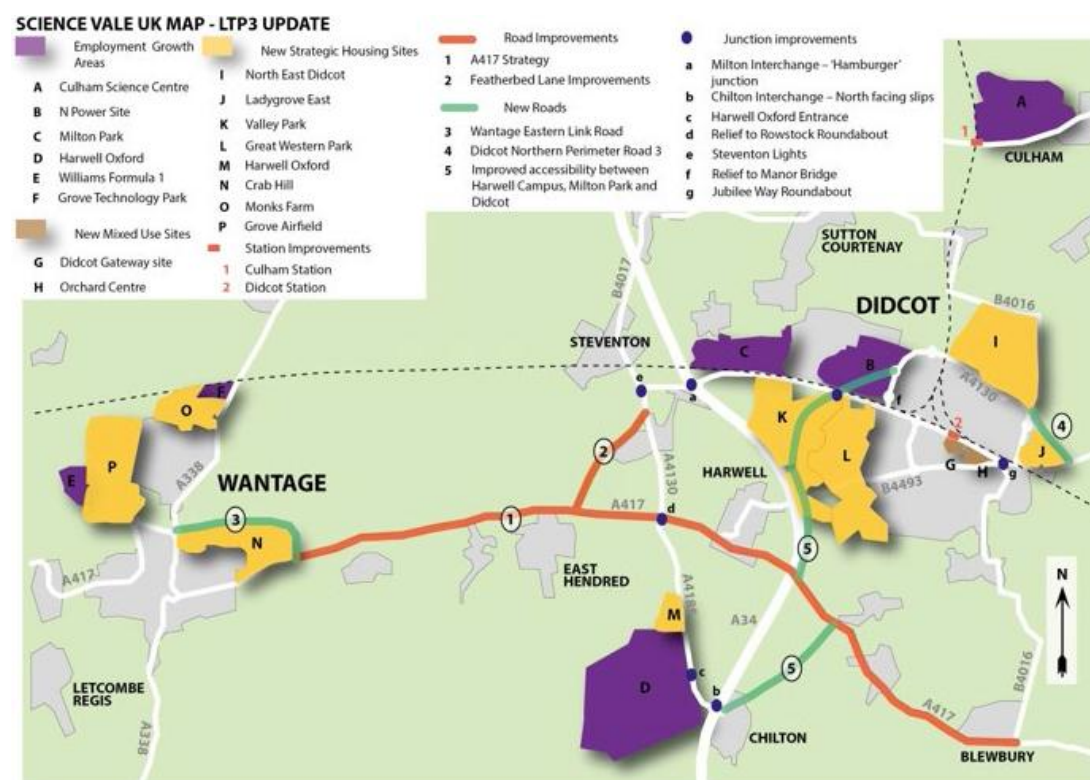 SCIENCE VALE UK MAP - LTP3 UPDATE
Employment Growth
Areas
A Culham Science Centre
B N Power Site
C Milton Park
D Harwell Oxford
E Williams Formula 1
F Grove Technology Park
New Mixed Use Sites
G Didcot Gateway site
H Orchard Centre
New Strategic Housing Sites
I North East Didcot
J Ladygrove East
K Valley Park
L Great Western Park
M Harwell Oxford
N Crab Hill
O Monks Farm
P Grove Airfield
Station Improvements
1 Culham Station
2 Didcot Station
Road Improvements
1 A417 Strategy
2 Featherbed Lane Improvements
New Roads
3 Wantage Eastern Link Road
4 Didcot Northern Perimeter Road 3
5 Improved accessibility between
Harwell Campus, Milton Park and
Didcot
Junction improvements
a Milton Interchange – 'Hamburger'
junction
b Chilton Interchange – North facing slips
c Harwell Oxford Entrance
d Relief to Rowstock Roundabout
e Steventon Lights
f Relief to Manor Bridge
g Jubilee Way Roundabout
A
1
CULHAM
SUTTON
COURTENAY
B4017
DIDCOT
B4016
STEVENTON
C
B
I
e
a
f
A4130
F
O
K
2
4
P
2
L
G
H
g
J
E
A338
WANTAGE
A4130
HARWELL
B4493
3
N
1
A417
d
5
A417
EAST
HENDRED
N
A4185
M
A34
D
c
b
5
B4016
LETCOMBE
REGIS
A338
CHILTON
A417
BLEWBURY